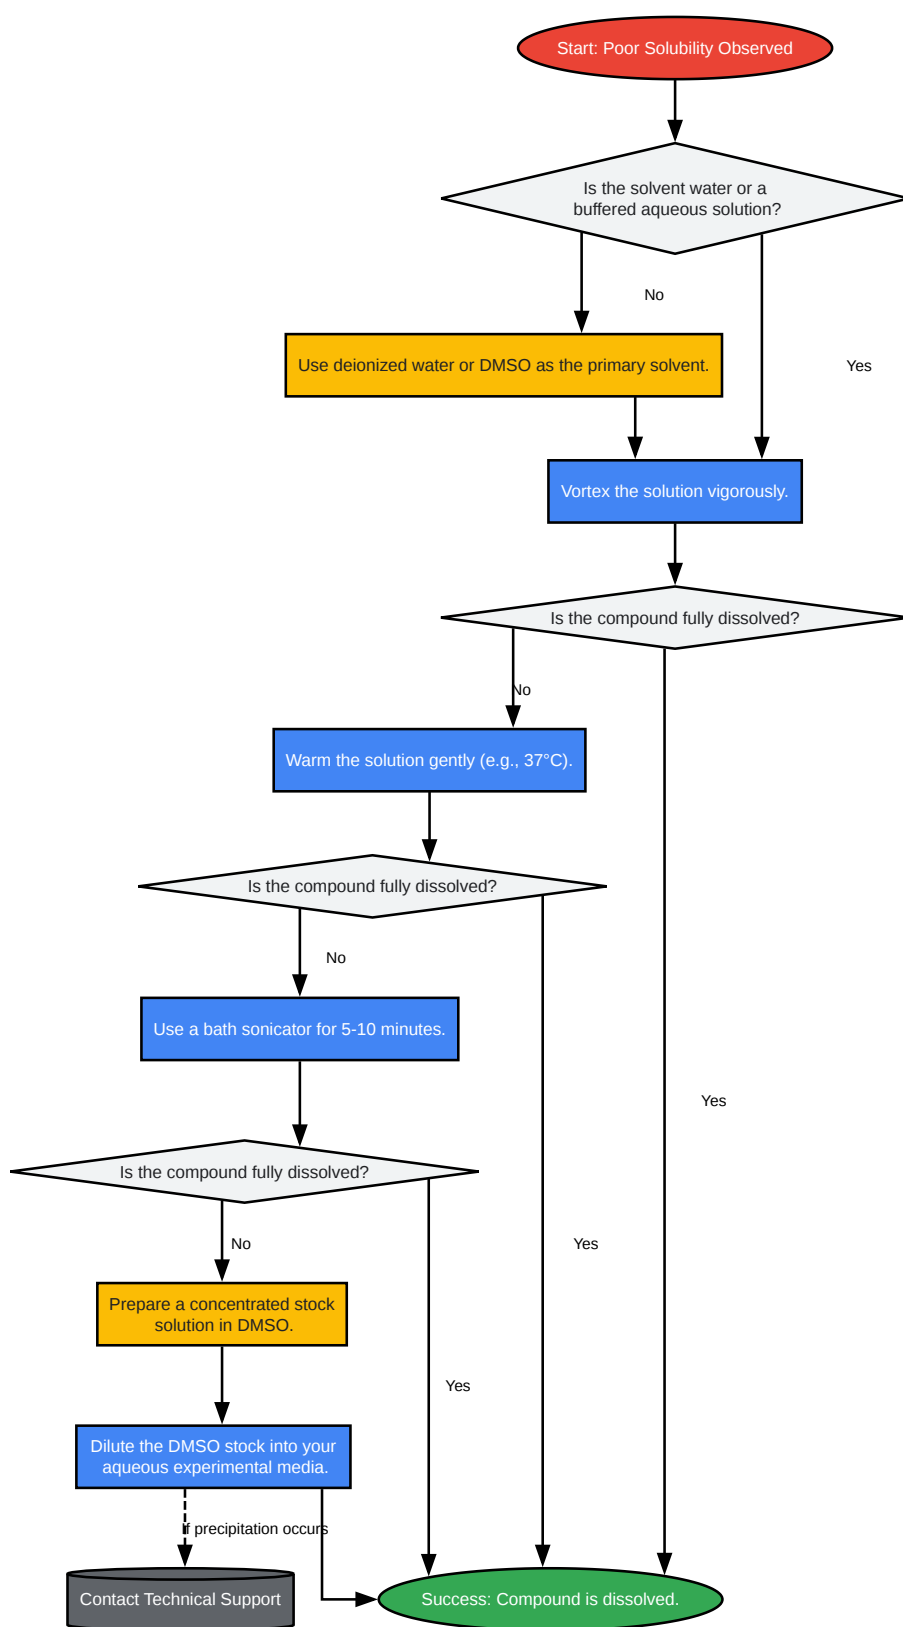 Start: Poor Solubility Observed
Is the solvent water or a
buffered aqueous solution?
No
Use deionized water or DMSO as the primary solvent.
Yes
Vortex the solution vigorously.
Is the compound fully dissolved?
No
Warm the solution gently (e.g., 37°C).
Is the compound fully dissolved?
No
Use a bath sonicator for 5-10 minutes.
Yes
Is the compound fully dissolved?
No
Yes
Prepare a concentrated stock
solution in DMSO.
Yes
Dilute the DMSO stock into your
aqueous experimental media.
If precipitation occurs
Contact Technical Support
Success: Compound is dissolved.